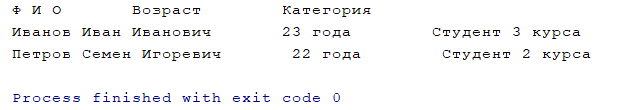 Ф И О Возраст Категория
Иванов Иван Иванович 23 года Студент 3 курса
Петров Семен Игоревич 22 года Студент 2 курса
Process finished with exit code 0